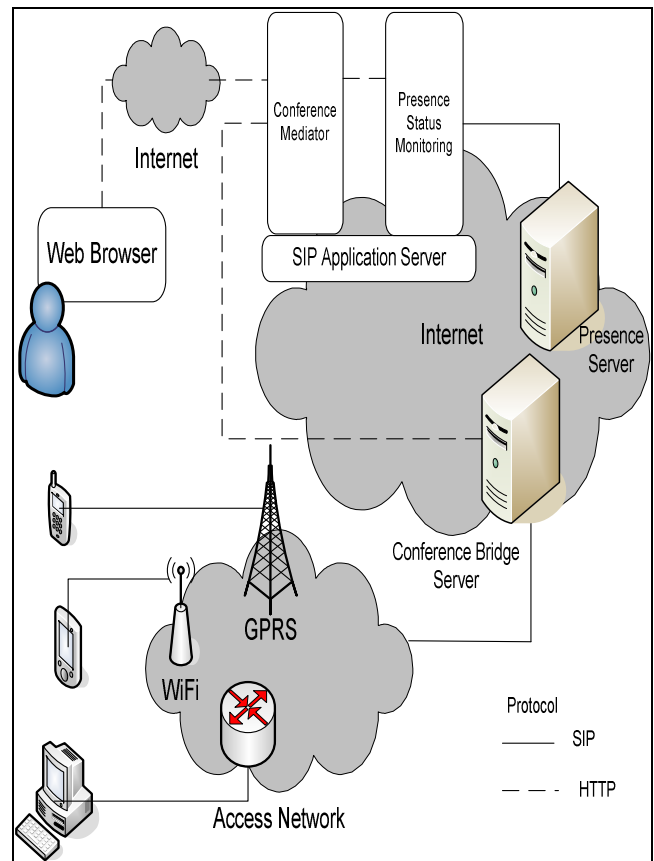 Conference
Mediator
Presence
Status
Monitoring
Internet
Web Browser
SIP Application Server
Internet
Presence
Server
Conference Bridge
Server
GPRS
WiFi
Access Network
Protocol
SIP
HTTP